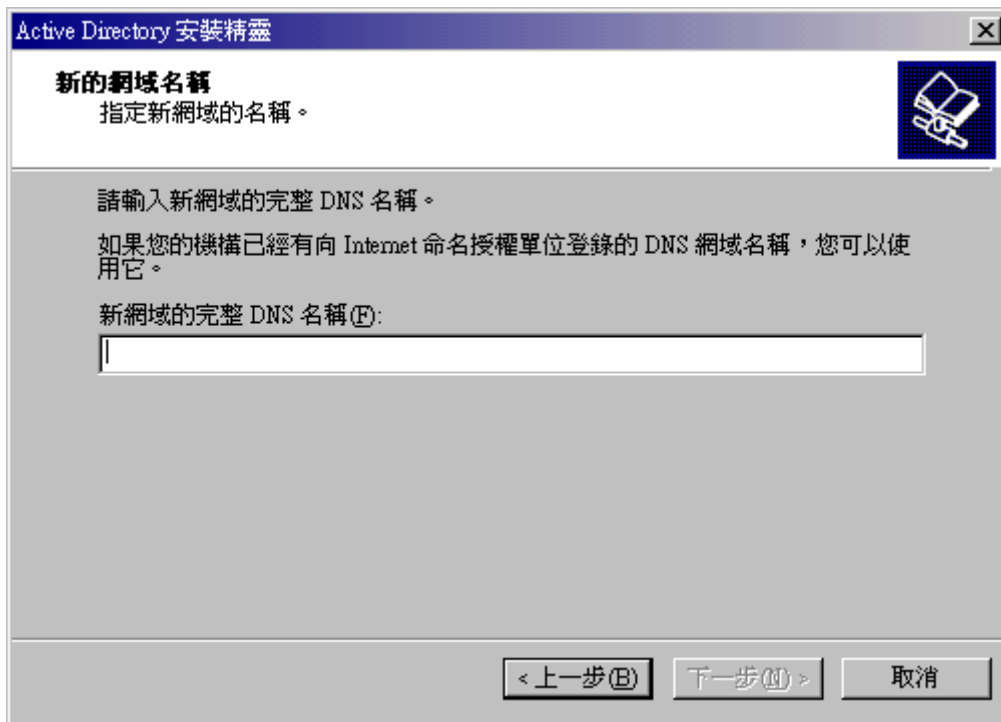 Active Directory 安裝精靈
新的網域名稱
指定新網域的名稱。
請輸入新網域的完整 DNS 名稱。
如果您的機構已經有向 Internet 命名授權單位登錄的 DNS 網域名稱，您可以使
用它。
新網域的完整 DNS 名稱(F):
< 上一步(B)
下一步(N) >
取消